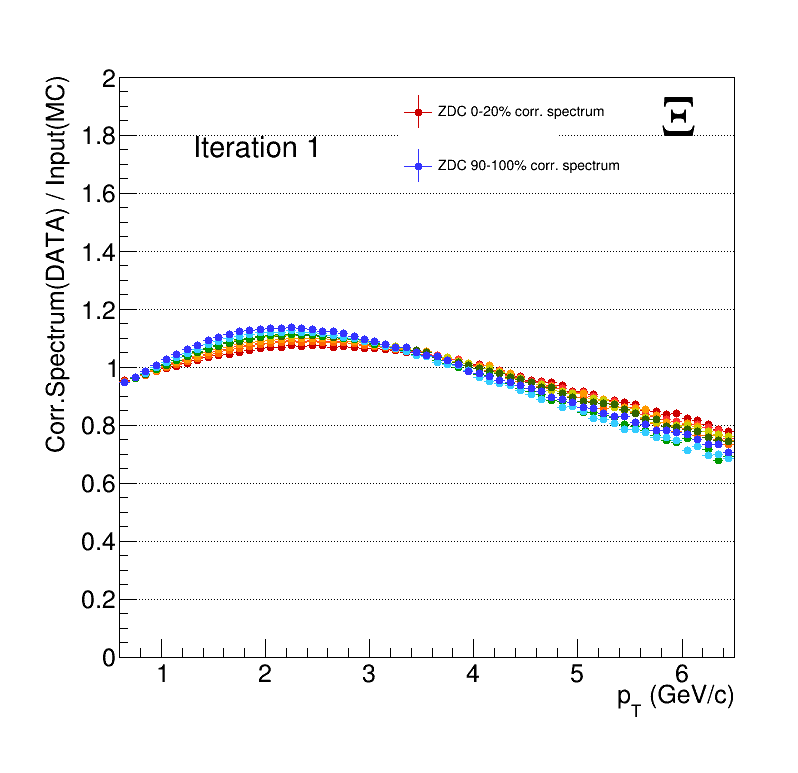 Corr.Spectrum(DATA) / Input(MC)
2
1.8
1.6
1.4
1.2
1
0.8
0.6
0.4
0.2
0
Iteration 1
ZDC 0-20% corr. spectrum
ZDC 90-100% corr. spectrum
Ξ
1 2 3 4 5 6
p_T (GeV/c)